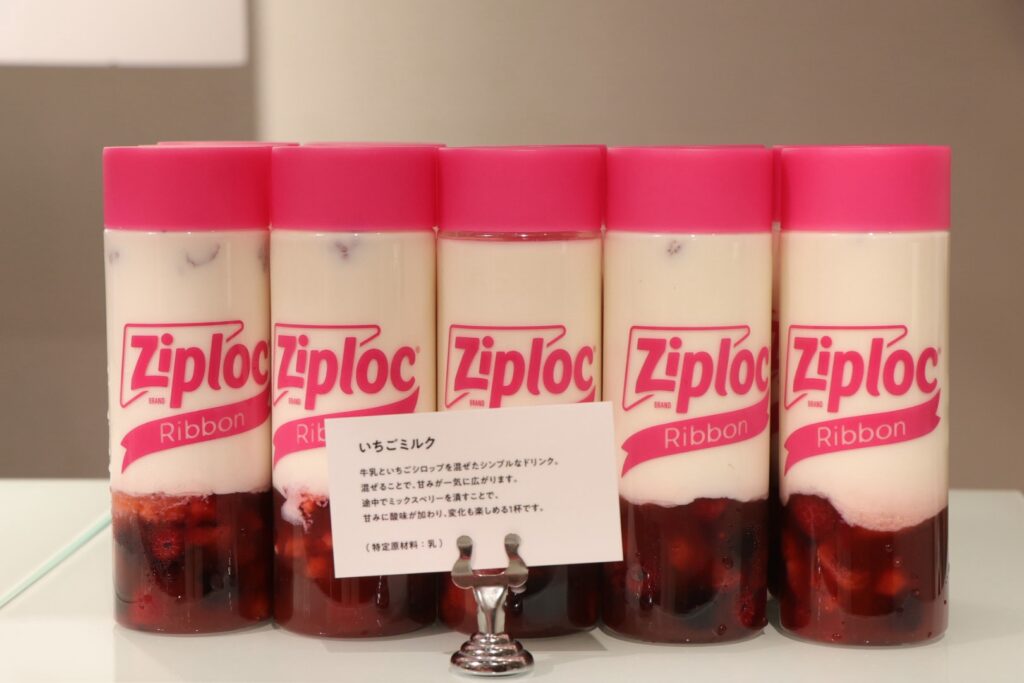 Ziploc®
BRAND
Ribbon
Ziploc®
Rib
Ziploc®
BRAND
Ziploc®
BRAND
Ribbon
Ziploc®
BRAND
Ribbon
いちごミルク
牛乳といちごシロップを混ぜたシンプルなドリンク。
混ぜることで、甘みが一気に広がります。
途中でミックスベリーを潰すことで、
甘みに酸味が加わり、変化も楽しめる1杯です。
（特定原材料：乳）